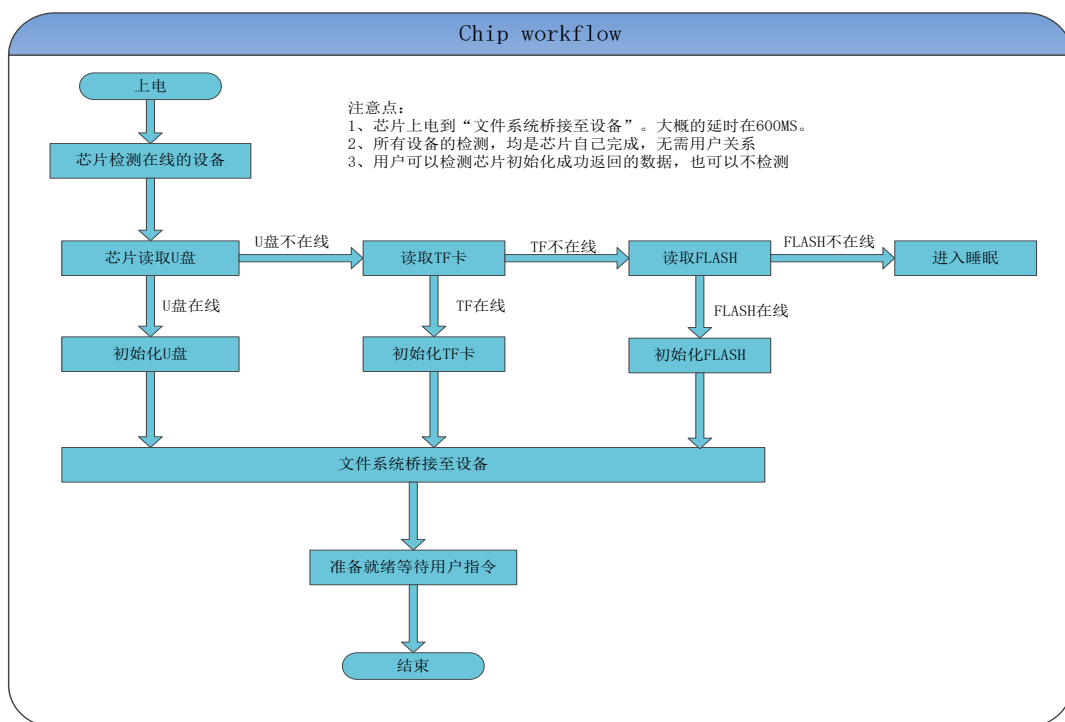 Chip workflow
上电
注意点：
1、芯片上电到“文件系统桥接至设备”。大概的延时在600MS。
2、所有设备的检测，均是芯片自己完成，无需用户关系
3、用户可以检测芯片初始化成功返回的数据，也可以不检测
芯片检测在线的设备
芯片读取U盘
U盘不在线
读取TF卡
TF不在线
读取FLASH
FLASH不在线
进入睡眠
U盘在线
TF在线
FLASH在线
初始化U盘
初始化TF卡
初始化FLASH
文件系统桥接至设备
准备就绪等待用户指令
结束